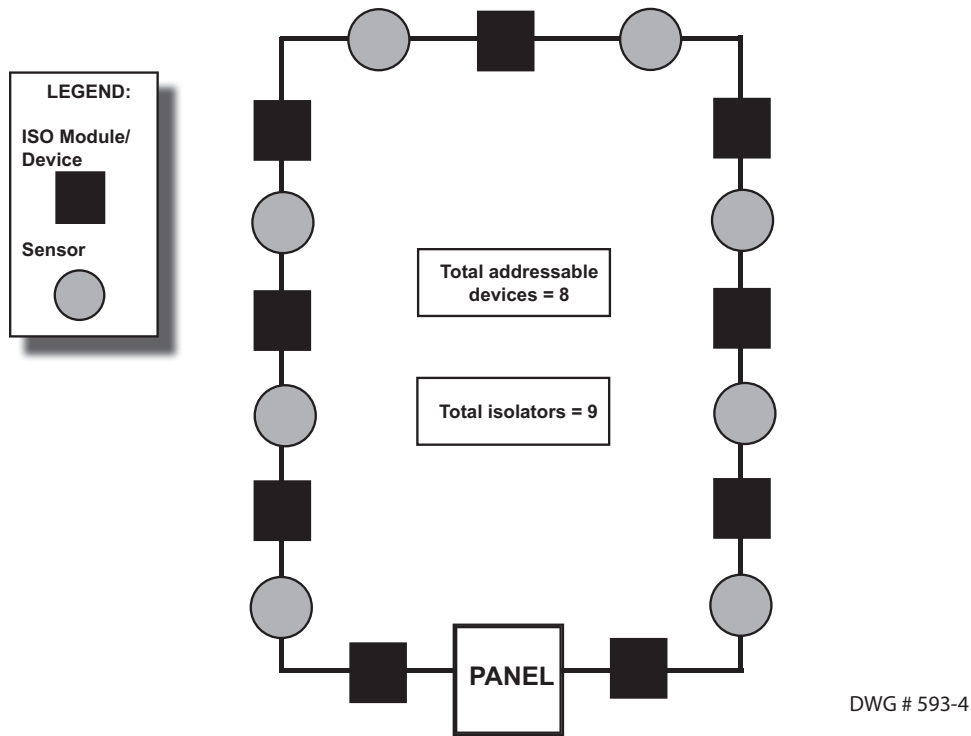 LEGEND:
ISO Module/
Device
Sensor
Total addressable
devices = 8
Total isolators = 9
PANEL
DWG # 593-4